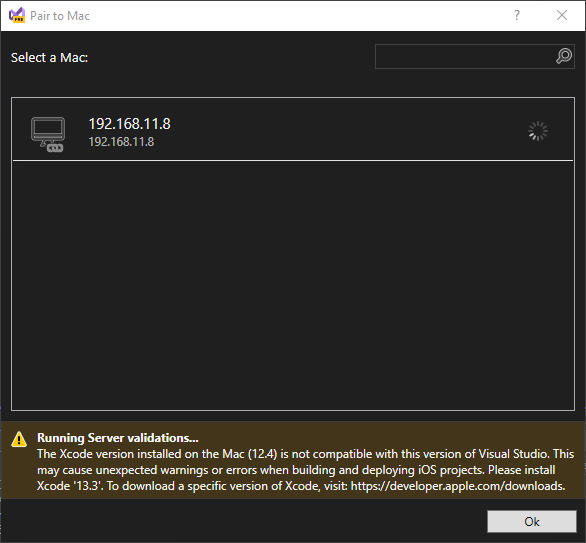 Pair to Mac
?
Select a Mac:
192.168.11.8
192.168.11.8
Running Server validations...
The Xcode version installed on the Mac (12.4) is not compatible with this version of Visual Studio. This
may cause unexpected warnings or errors when building and deploying iOS projects. Please install
Xcode '13.3'. To download a specific version of Xcode, visit: https://developer.apple.com/downloads.
Ok